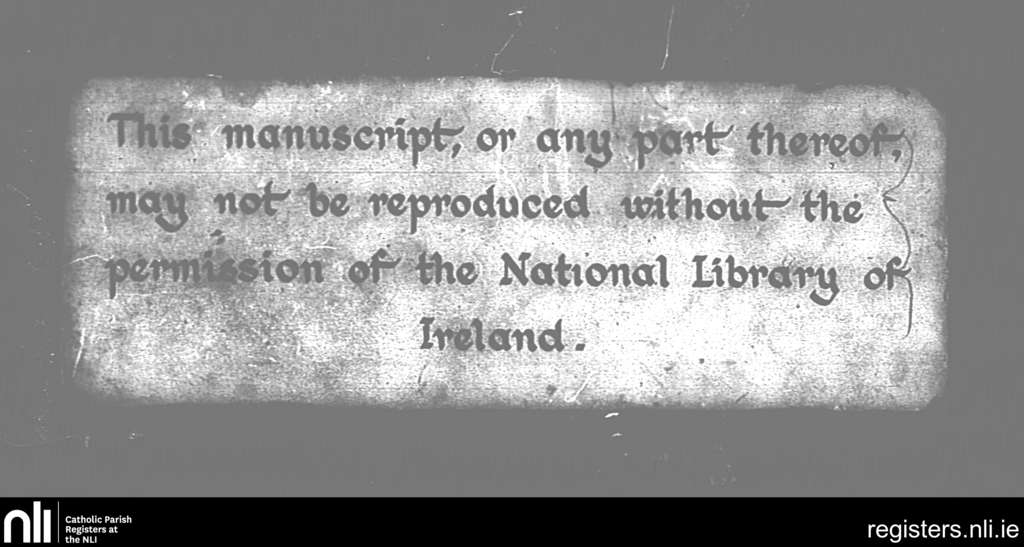 This manuscript, or any part thereof,
may not be reproduced without the
permission of the National Library of
Ireland.
nli
Catholic Parish
Registers at
the NLI
registers.nli.ie